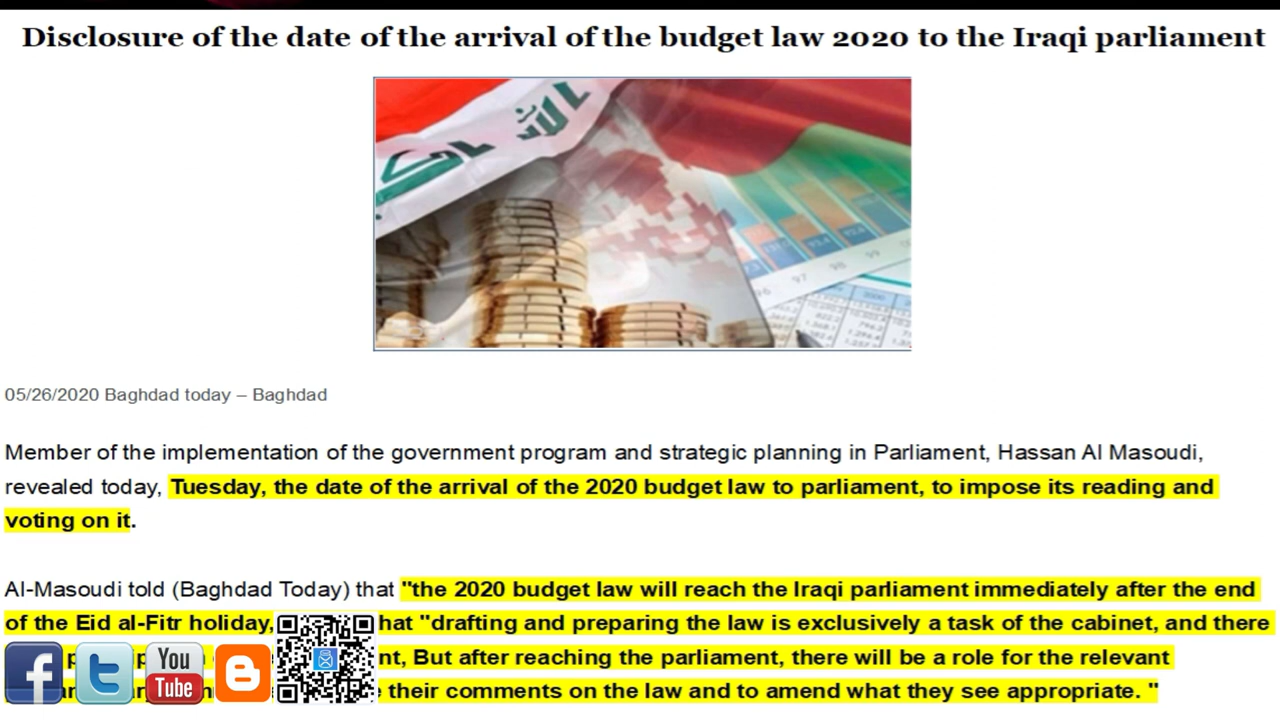 Disclosure of the date of the arrival of the budget law 2020 to the Iraqi parliament
05/26/2020 Baghdad today – Baghdad
Member of the implementation of the government program and strategic planning in Parliament, Hassan Al Masoudi,
revealed today, Tuesday, the date of the arrival of the 2020 budget law to parliament, to impose its reading and
voting on it.
Al-Masoudi told (Baghdad Today) that "the 2020 budget law will reach the Iraqi parliament immediately after the end
of the Eid al-Fitr holiday, hat "drafting and preparing the law is exclusively a task of the cabinet, and there
nt, But after reaching the parliament, there will be a role for the relevant
their comments on the law and to amend what they see appropriate. "
You
Tube